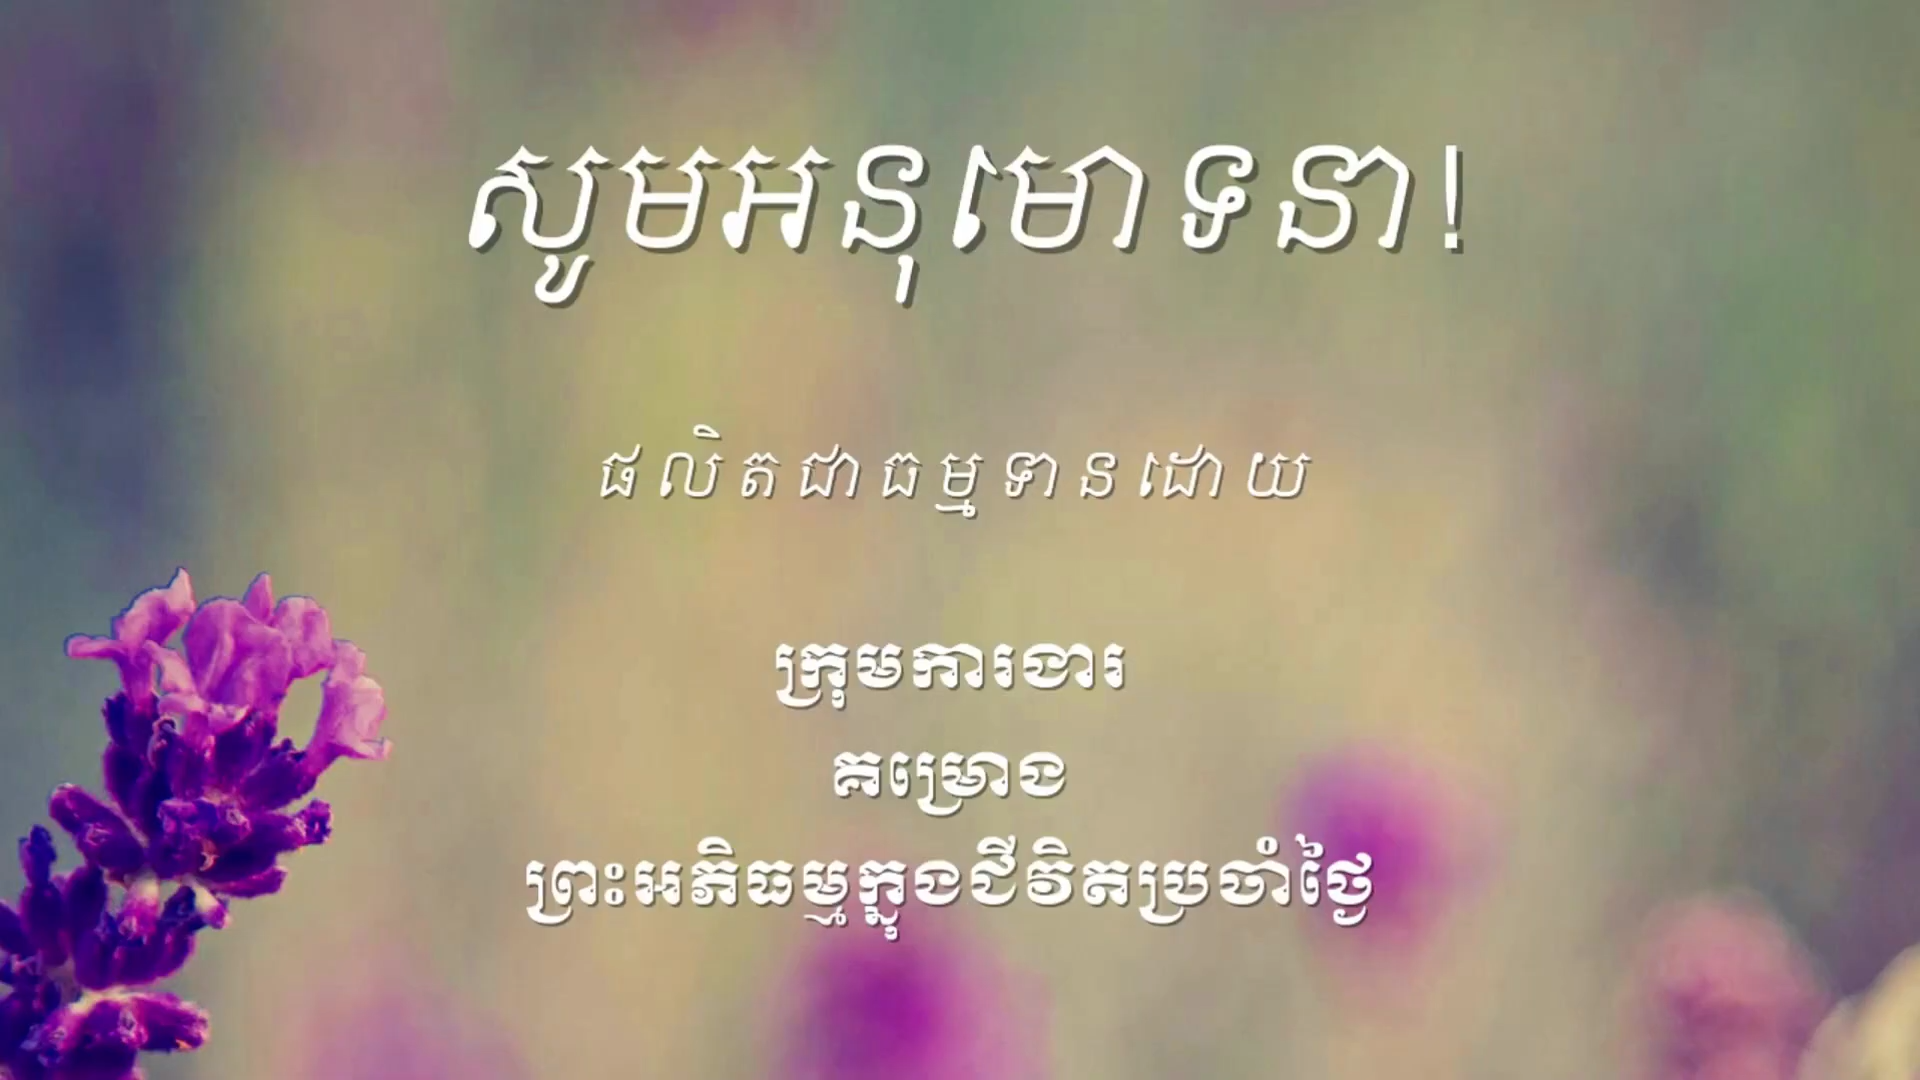 សូមអនុមោទនា!
ផលិតជាធម្មទានដោយ
ក្រុមការងារ
គម្រោង
ព្រះអភិធម្មក្នុងជីវិតប្រចាំថ្ងៃ